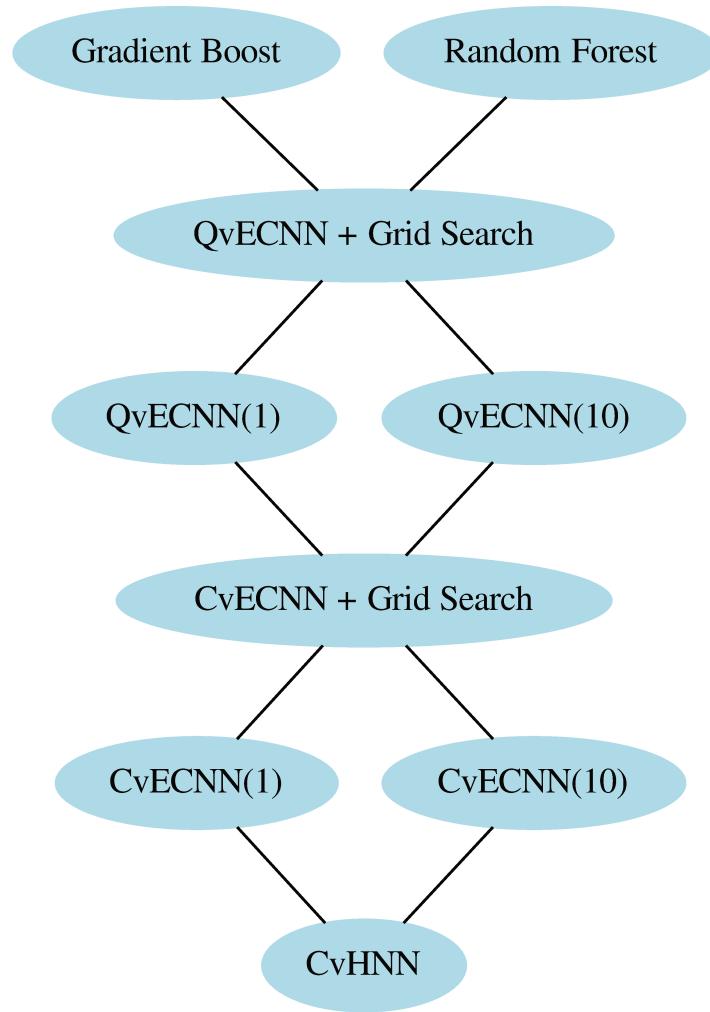 Gradient Boost
Random Forest
QvECNN + Grid Search
QvECNN(1)
QvECNN(10)
CvECNN + Grid Search
CvECNN(1)
CvECNN(10)
CvHNN